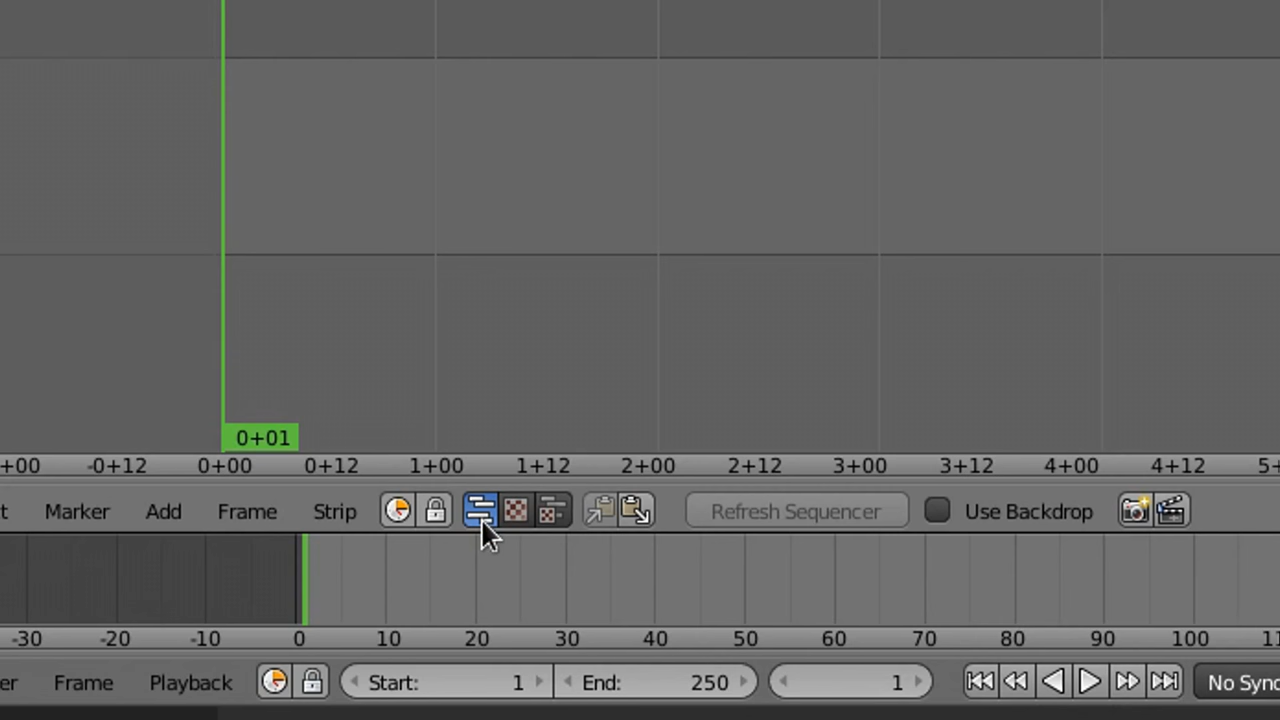 0+01
+00 -0+12 0+00 0+12 1+00 1+12 2+00 2+12 3+00 3+12 4+00 4+12 5+
t Marker Add Frame Strip Refresh Sequencer Use Backdrop
-30 -20 -10 0 10 20 30 40 50 60 70 80 90 100 11
er Frame Playback Start: 1 End: 250 1 No Sync